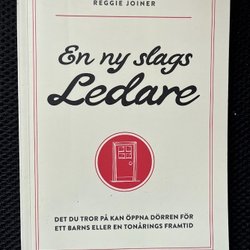 REGGIE JOINER
En ny slags
Ledare
DET DU TROR PÅ KAN ÖPPNA DÖRREN FÖR
ETT BARNS ELLER EN TONÅRINGS FRAMTID